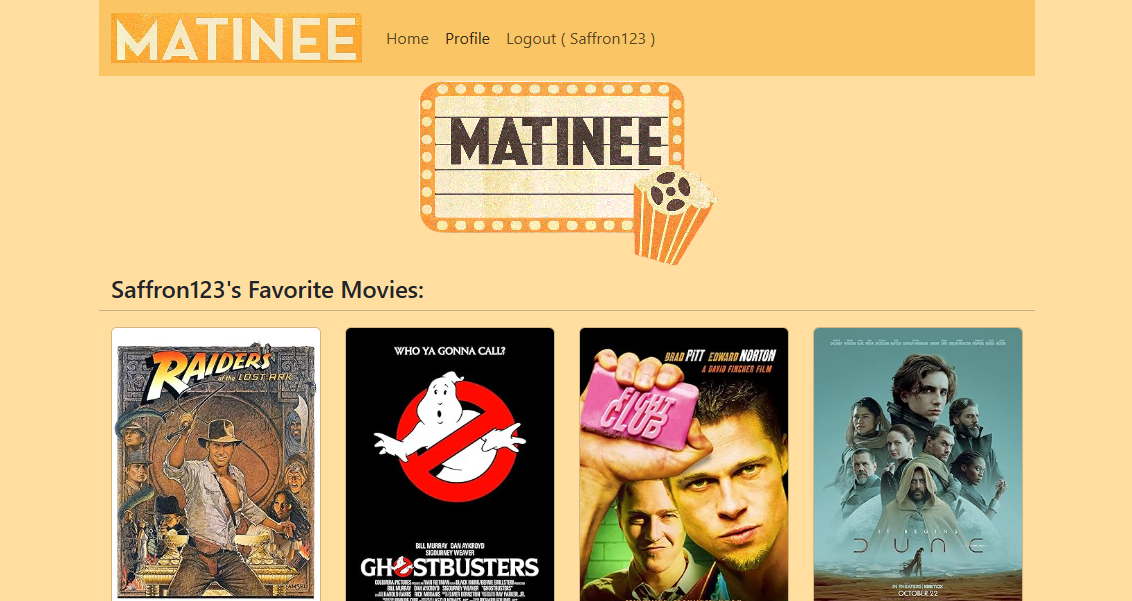 MATINEE
Home Profile Logout ( Saffron123 )
MATINEE
Saffron123's Favorite Movies:
RAIDERS
of the LOST ARK
WHO YA GONNA CALL?
BILL MURRAY DAN AYKROYD
SIGOURNEY WEAVER
GHOSTBUSTERS
BRAD PITT EDWARD NORTON
A DAVID FINCHER FILM
FIGHT
CLUB
IT BEGINS
DUNE
IN THEATERS
OCTOBER 22